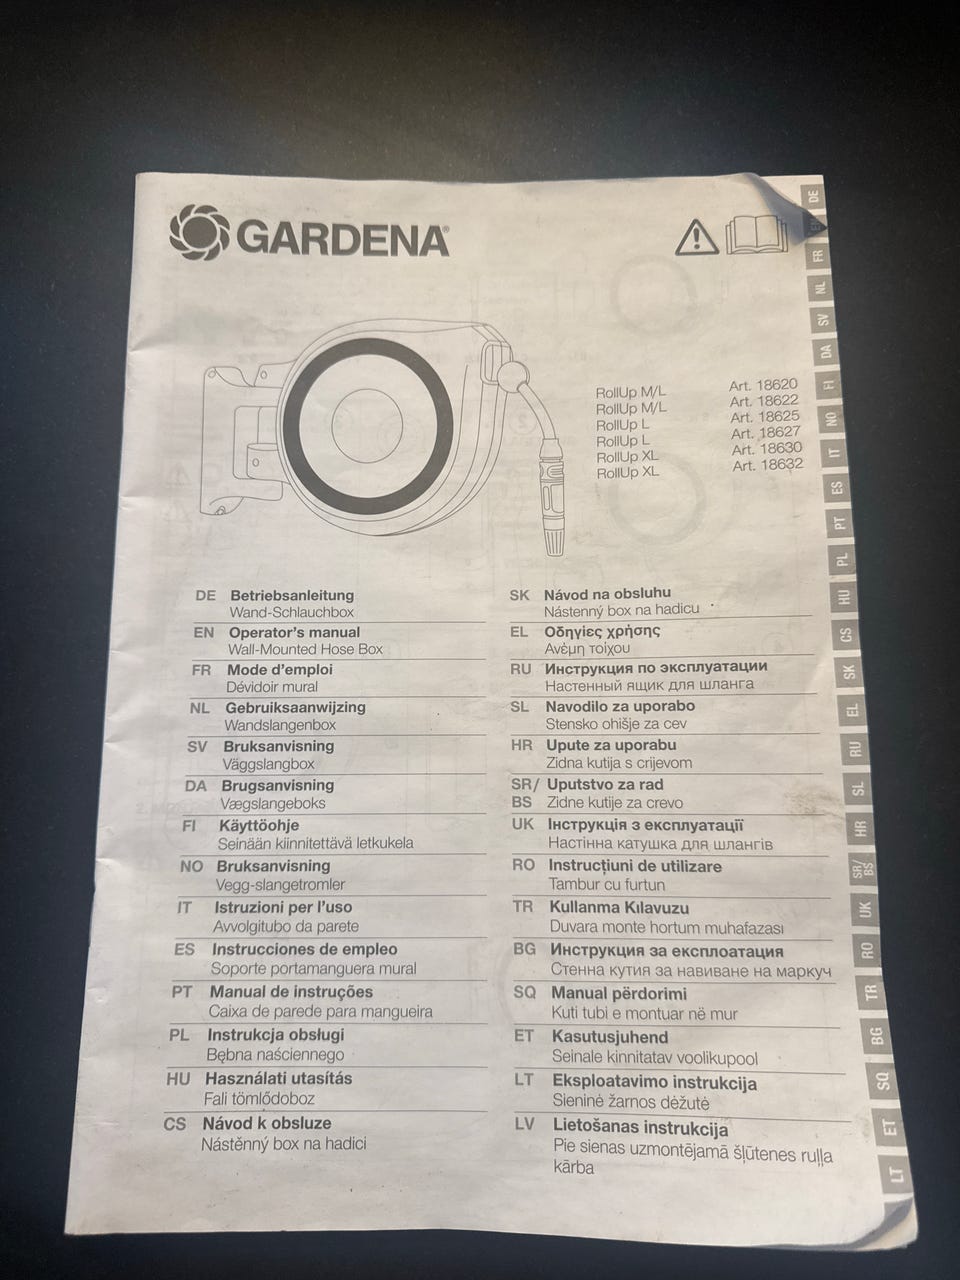 GARDENA®
RollUp M/L Art. 18620
RollUp M/L Art. 18622
RollUp L Art. 18625
RollUp L Art. 18627
RollUp XL Art. 18630
RollUp XL Art. 18632
DE Betriebsanleitung
Wand-Schlauchbox
EN Operator's manual
Wall-Mounted Hose Box
FR Mode d'emploi
Dévidoir mural
NL Gebruiksaanwijzing
Wandslangenbox
SV Bruksanvisning
Väggslangbox
DA Brugsanvisning
Vægslangeboks
FI Käyttöohje
Seinään kiinnitettävä letkukela
NO Bruksanvisning
Vegg-slangetromler
IT Istruzioni per l'uso
Avvolgitubo da parete
ES Instrucciones de empleo
Soporte portamanguera mural
PT Manual de instruções
Caixa de parede para mangueira
PL Instrukcja obsługi
Bębna naściennego
HU Használati utasítás
Fali tömlődoboz
CS Návod k obsluze
Nástěnný box na hadici
SK Návod na obsluhu
Nástenný box na hadicu
EL Οδηγίες χρήσης
Ανέμη τοίχου
RU Инструкция по эксплуатации
Настенный ящик для шланга
SL Navodilo za uporabo
Stensko ohišje za cev
HR Upute za uporabu
Zidna kutija s crijevom
SR/ Uputstvo za rad
BS Zidne kutije za crevo
UK Інструкція з експлуатації
Настінна катушка для шлангів
RO Instrucțiuni de utilizare
Tambur cu furtun
TR Kullanma Kılavuzu
Duvara monte hortum muhafazası
BG Инструкция за експлоатация
Стенна кутия за навиване на маркуч
SQ Manual përdorimi
Kuti tubi e montuar në mur
ET Kasutusjuhend
Seinale kinnitatav voolikupool
LT Eksploatavimo instrukcija
Sieninė žarnos dėžutė
LV Lietošanas instrukcija
Pie sienas uzmontējamā šļūtenes ruļļa
kārba
DE
EN
FR
NL
SV
DA
FI
NO
IT
ES
PT
PL
HU
CS
SK
EL
RU
SL
HR
SR/
BS
UK
RO
TR
BG
SQ
ET
LT